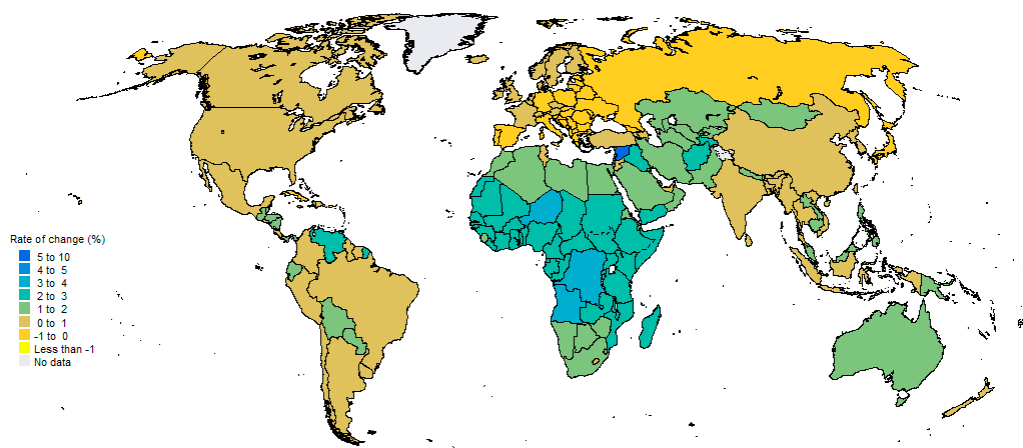 Rate of change (%)
5 to 10
4 to 5
3 to 4
2 to 3
1 to 2
0 to 1
-1 to 0
Less than -1
No data